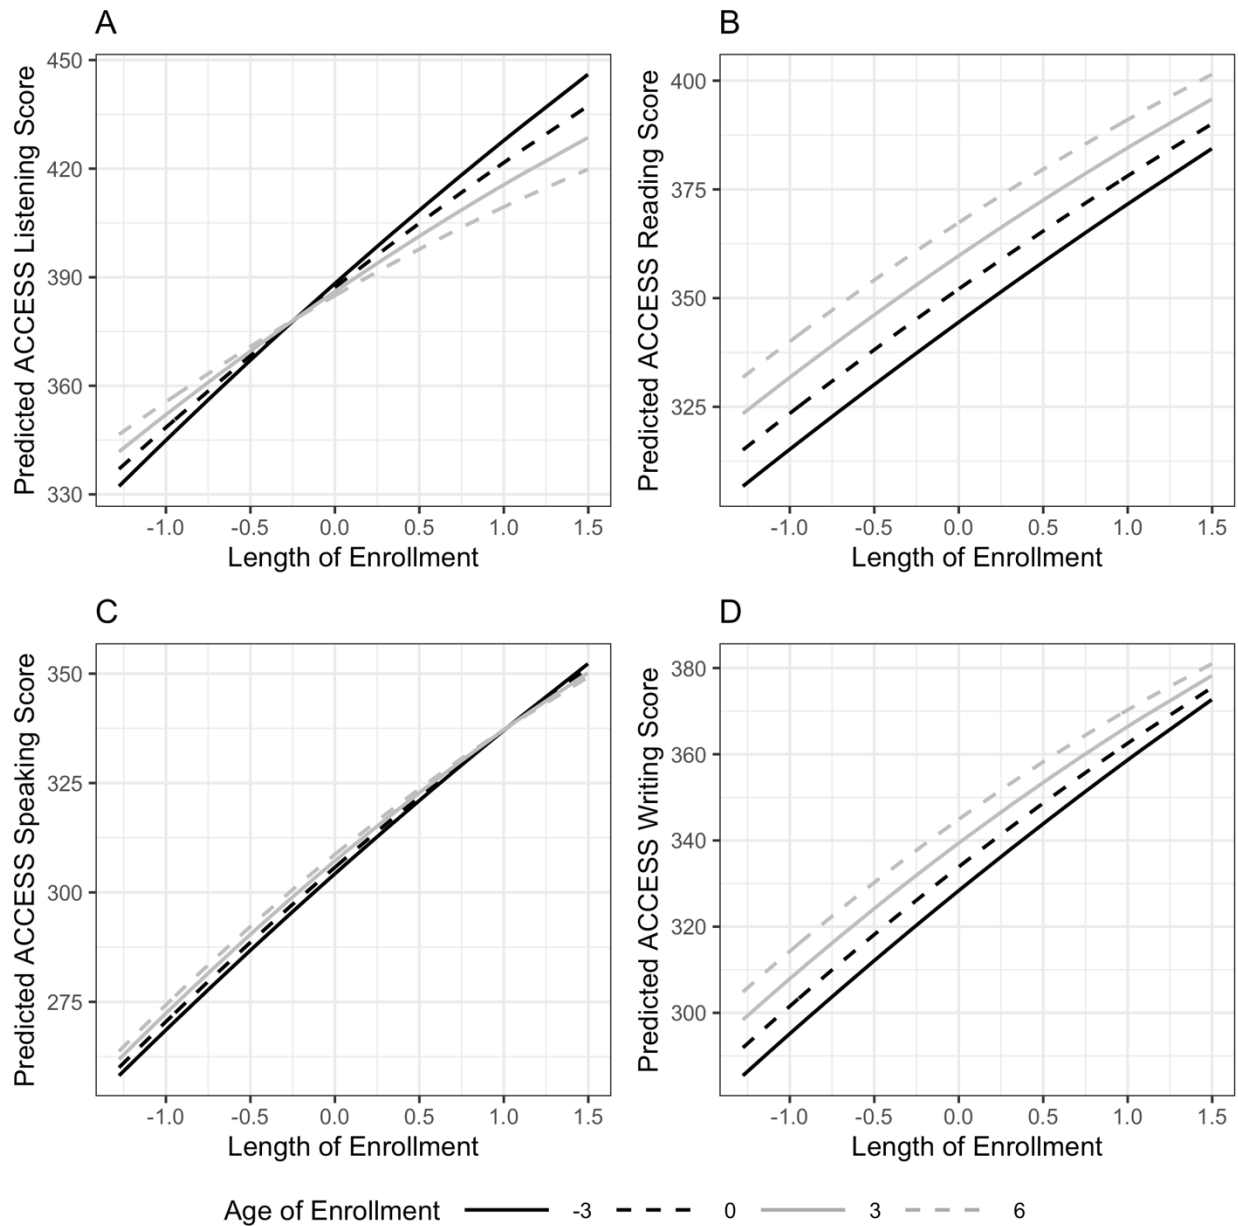 A
Predicted ACCESS Listening Score
450
420
390
360
330
-1.0 -0.5 0.0 0.5 1.0 1.5
Length of Enrollment
B
Predicted ACCESS Reading Score
400
375
350
325
-1.0 -0.5 0.0 0.5 1.0 1.5
Length of Enrollment
C
Predicted ACCESS Speaking Score
350
325
300
275
-1.0 -0.5 0.0 0.5 1.0 1.5
Length of Enrollment
D
Predicted ACCESS Writing Score
380
360
340
320
300
-1.0 -0.5 0.0 0.5 1.0 1.5
Length of Enrollment
Age of Enrollment -3 0 3 6